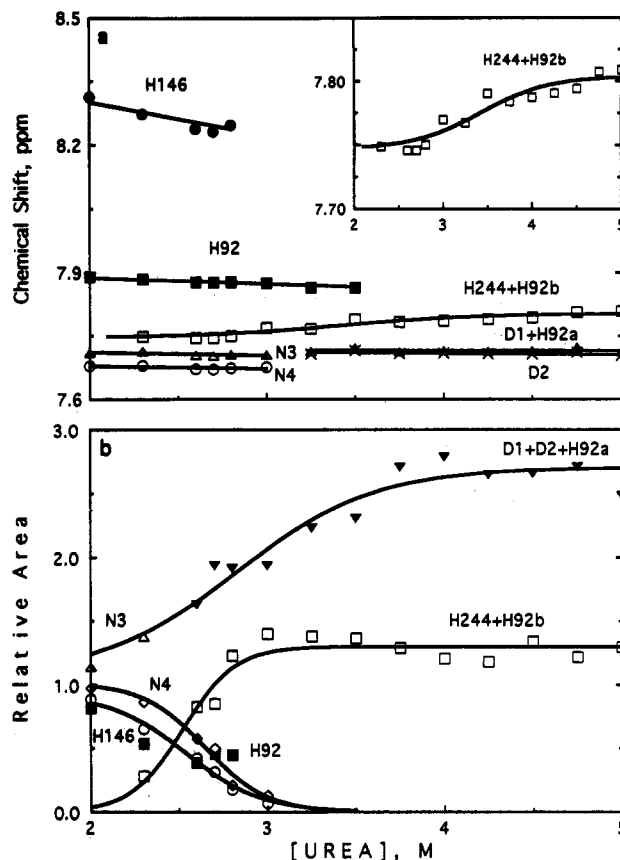 a
8.5
8.2
7.9
7.6
Chemical Shift, ppm
H146
H92
H244+H92b
D1+H92a
N3
N4
D2
H244+H92b
7.80
7.70
2 3 4 5
b
3.0
2.0
1.0
0.0
Relative Area
D1+D2+H92a
N3
H244+H92b
N4
H146
H92
2 3 4 5
[UREA], M